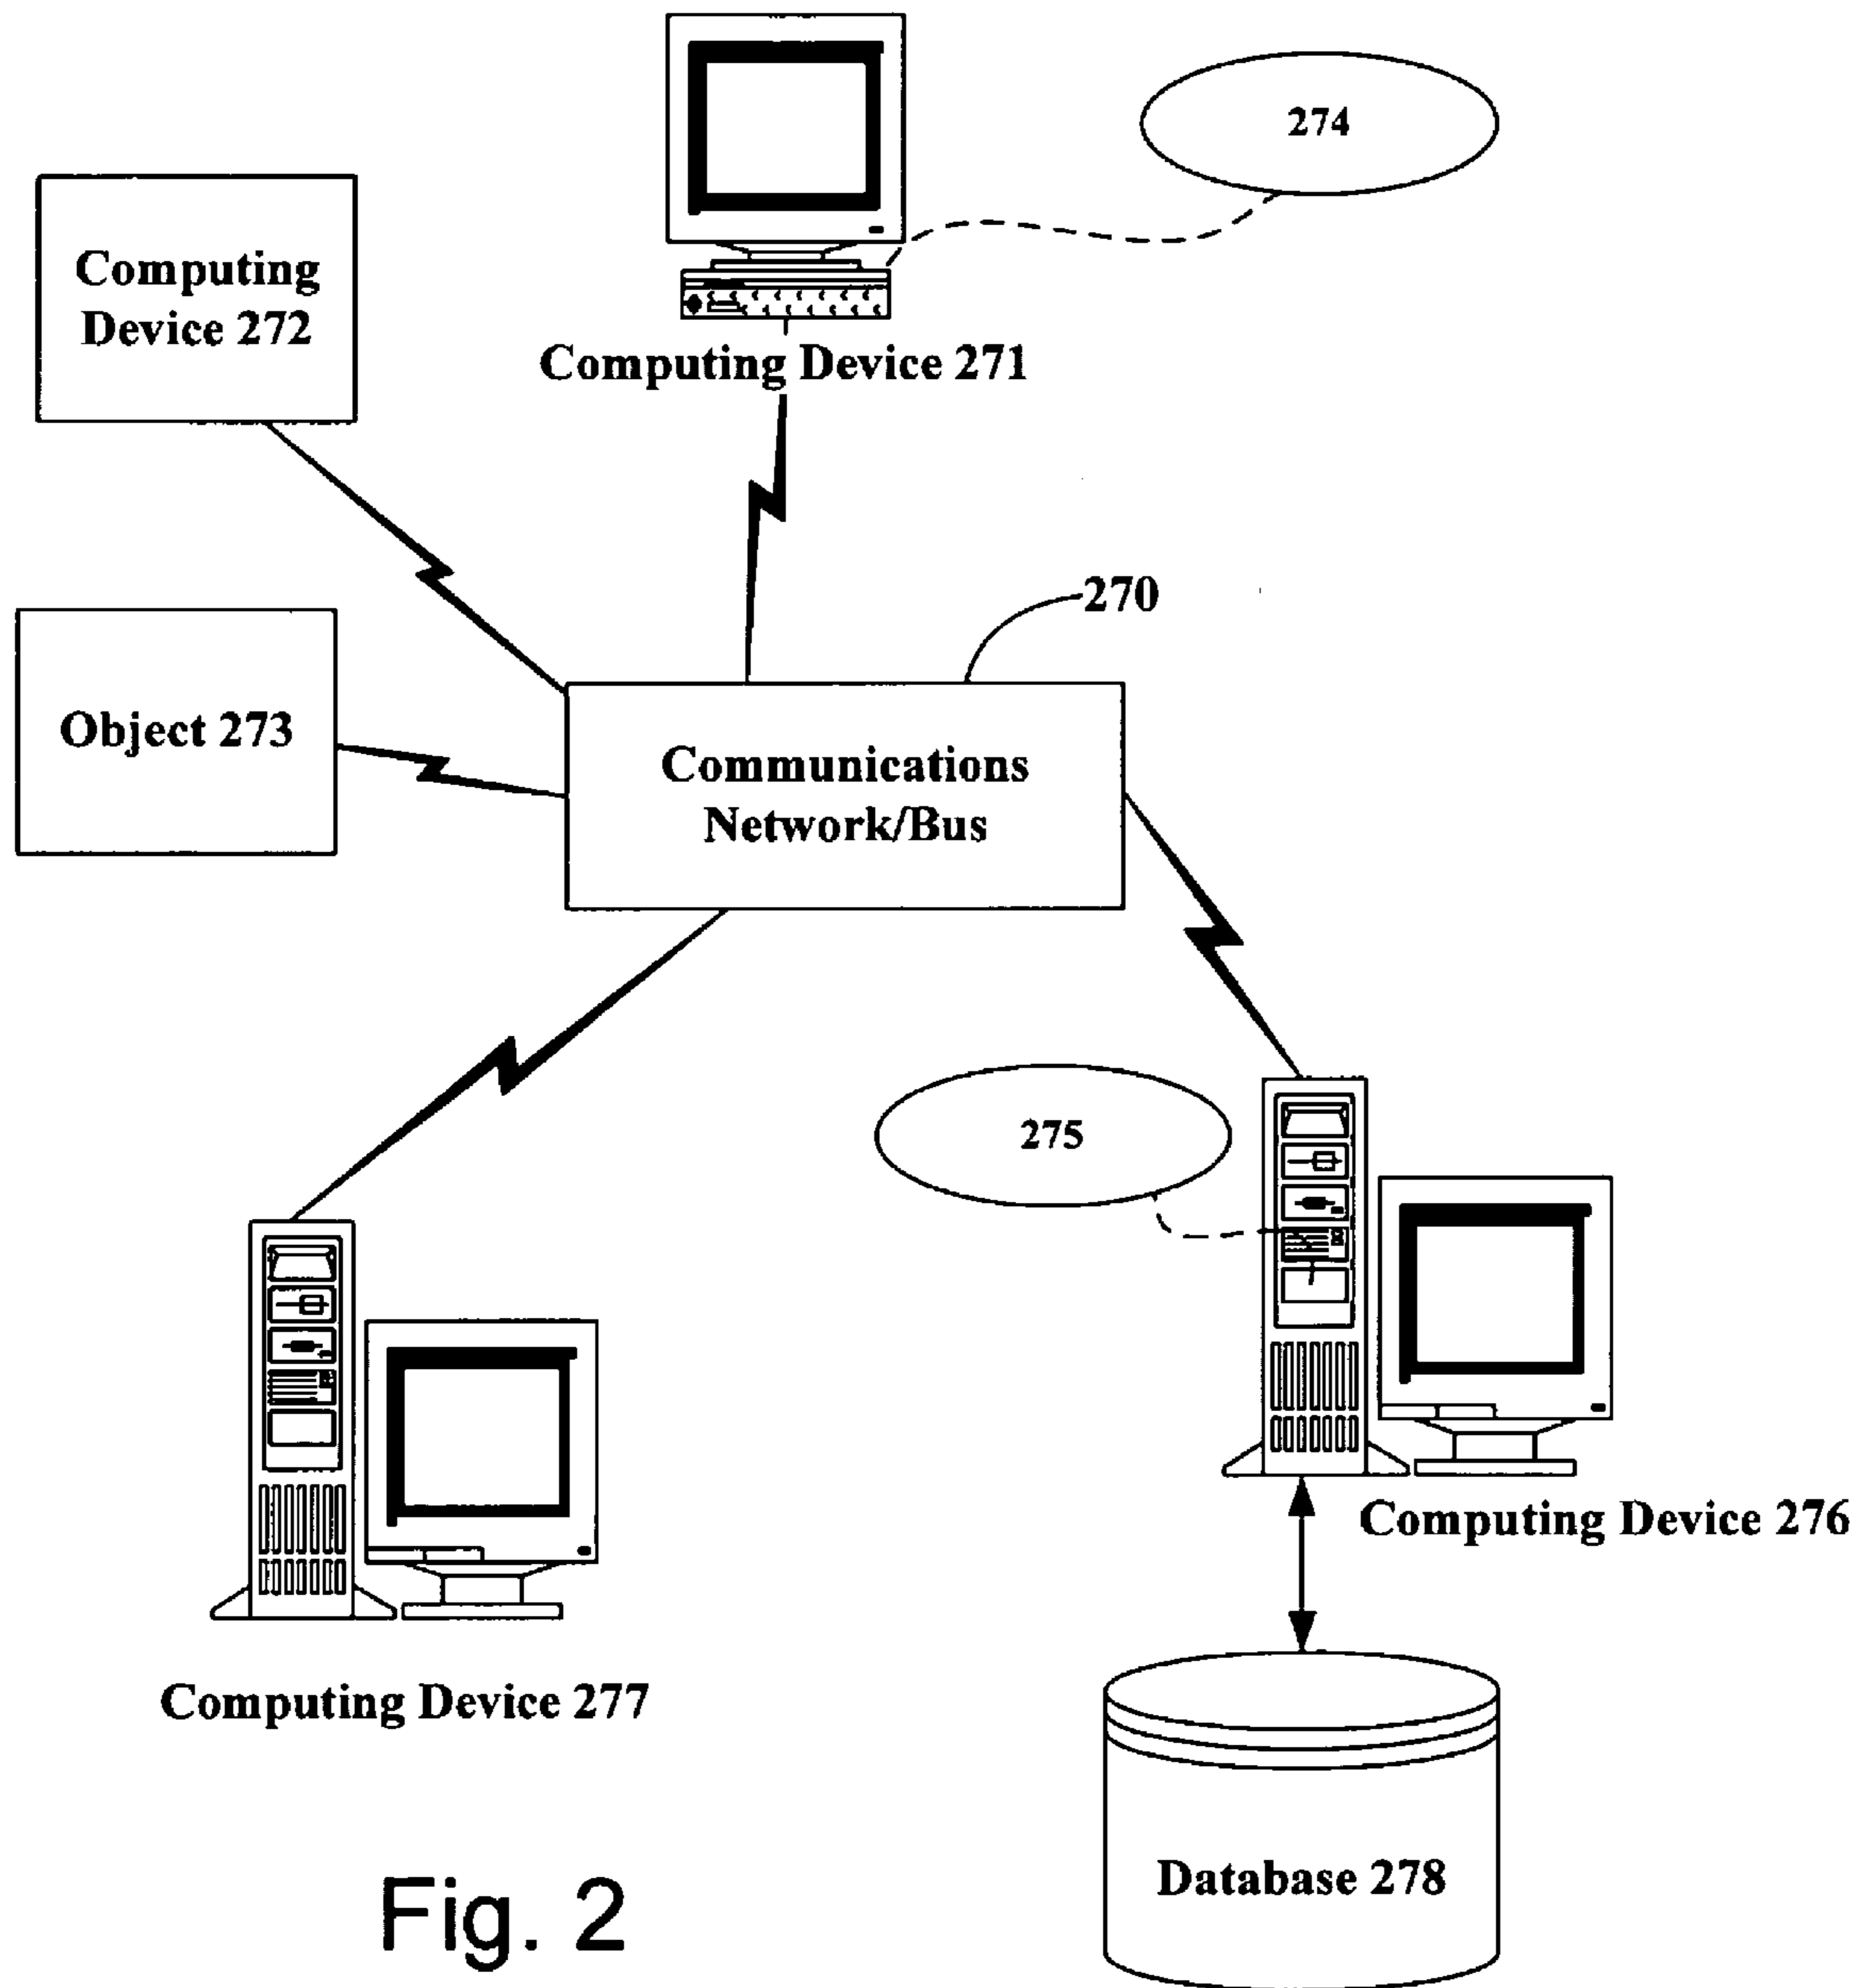 274
Computing
Device 272
Computing Device 271
270
Object 273
Communications
Network/Bus
275
Computing Device 276
Computing Device 277
Database 278
Fig. 2